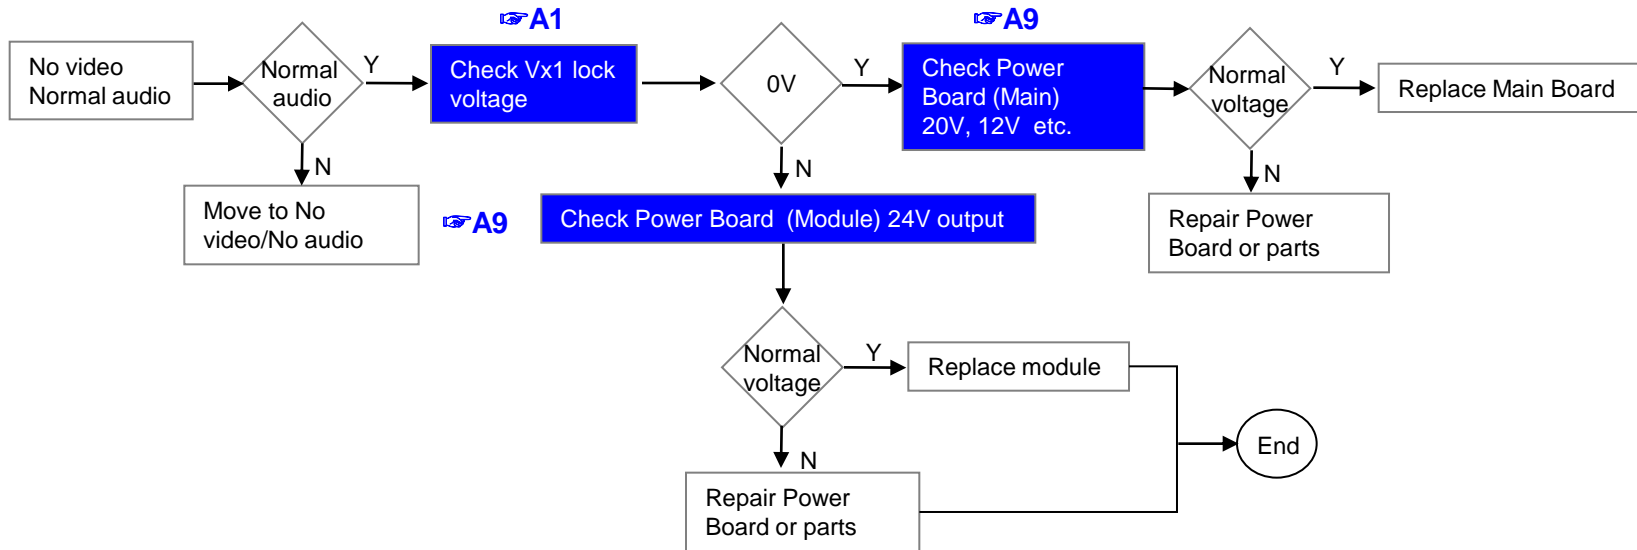 ☞A1
☞A9
No video
Normal audio
Normal
audio
Y
Check Vx1 lock
voltage
0V
Y
Check Power
Board (Main)
20V, 12V etc.
Normal
voltage
Y
Replace Main Board
N
N
N
Move to No
video/No audio
☞A9
Check Power Board (Module) 24V output
Repair Power
Board or parts
Normal
voltage
Y
Replace module
End
N
Repair Power
Board or parts